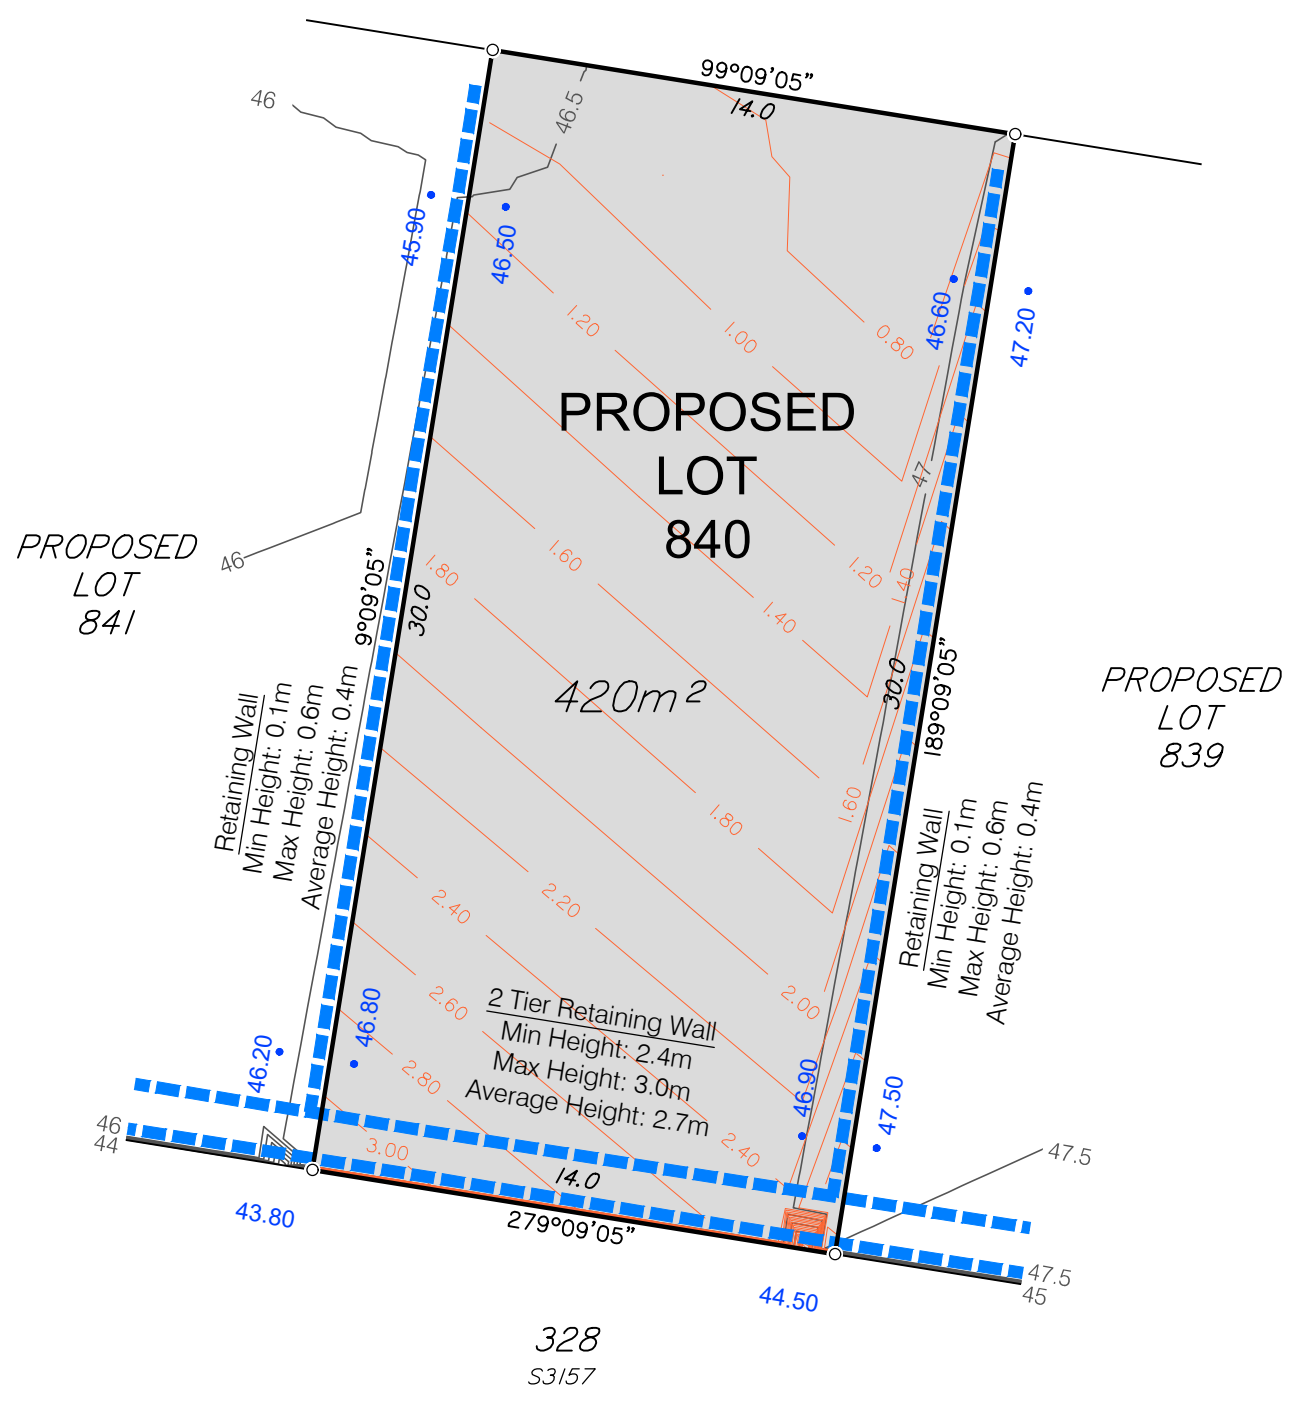 99°09'05"
14.0
46
46.5
45.90
46.50
46.60
47.20
1.20
1.00
0.80
PROPOSED
LOT
840
47
PROPOSED
LOT
841
46
9°09'05"
30.0
1.80
1.60
1.20
1.40
1.40
420m²
30.0
189°09'05"
PROPOSED
LOT
839
Retaining Wall
Min Height: 0.1m
Max Height: 0.6m
Average Height: 0.4m
1.80
1.60
Retaining Wall
Min Height: 0.1m
Max Height: 0.6m
Average Height: 0.4m
2.40
2.20
2.60
2.00
2 Tier Retaining Wall
Min Height: 2.4m
Max Height: 3.0m
Average Height: 2.7m
46.20
46.80
2.80
46.90
47.50
46
44
3.00
2.40
47.5
14.0
279°09'05"
43.80
44.50
47.5
45
328
S3157